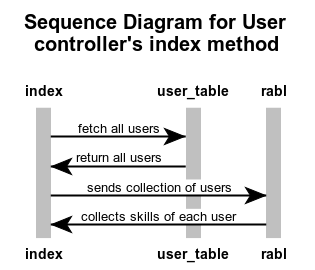 Sequence Diagram for User
controller's index method
index user_table rabl
fetch all users
return all users
sends collection of users
collects skills of each user
index user_table rabl